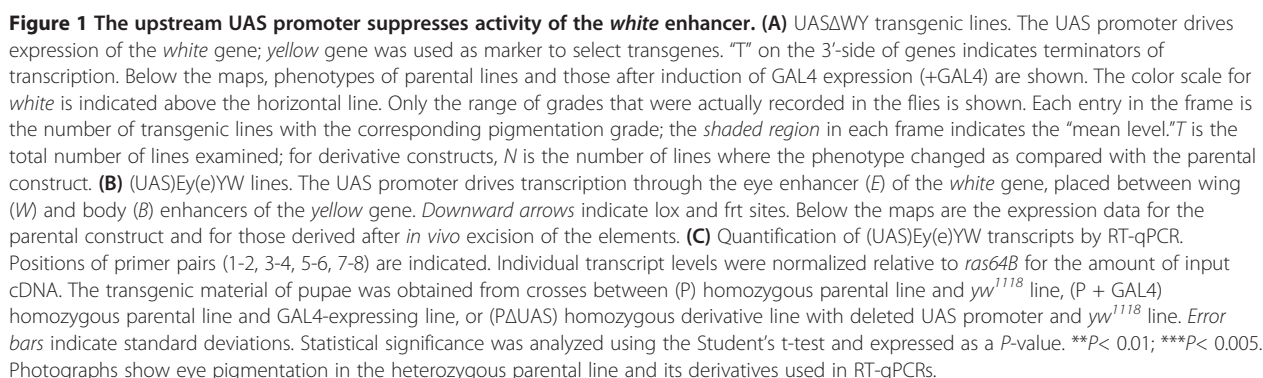 Figure 1 The upstream UAS promoter suppresses activity of the white enhancer. (A) UASΔWY transgenic lines. The UAS promoter drives
expression of the white gene; yellow gene was used as marker to select transgenes. “T” on the 3’-side of genes indicates terminators of
transcription. Below the maps, phenotypes of parental lines and those after induction of GAL4 expression (+GAL4) are shown. The color scale for
white is indicated above the horizontal line. Only the range of grades that were actually recorded in the flies is shown. Each entry in the frame is
the number of transgenic lines with the corresponding pigmentation grade; the shaded region in each frame indicates the “mean level.”T is the
total number of lines examined; for derivative constructs, N is the number of lines where the phenotype changed as compared with the parental
construct. (B) (UAS)Ey(e)YW lines. The UAS promoter drives transcription through the eye enhancer (E) of the white gene, placed between wing
(W) and body (B) enhancers of the yellow gene. Downward arrows indicate lox and frt sites. Below the maps are the expression data for the
parental construct and for those derived after in vivo excision of the elements. (C) Quantification of (UAS)Ey(e)YW transcripts by RT-qPCR.
Positions of primer pairs (1-2, 3-4, 5-6, 7-8) are indicated. Individual transcript levels were normalized relative to ras64B for the amount of input
cDNA. The transgenic material of pupae was obtained from crosses between (P) homozygous parental line and yw1118 line, (P + GAL4)
homozygous parental line and GAL4-expressing line, or (PΔUAS) homozygous derivative line with deleted UAS promoter and yw1118 line. Error
bars indicate standard deviations. Statistical significance was analyzed using the Student’s t-test and expressed as a P-value. **P< 0.01; ***P< 0.005.
Photographs show eye pigmentation in the heterozygous parental line and its derivatives used in RT-qPCRs.